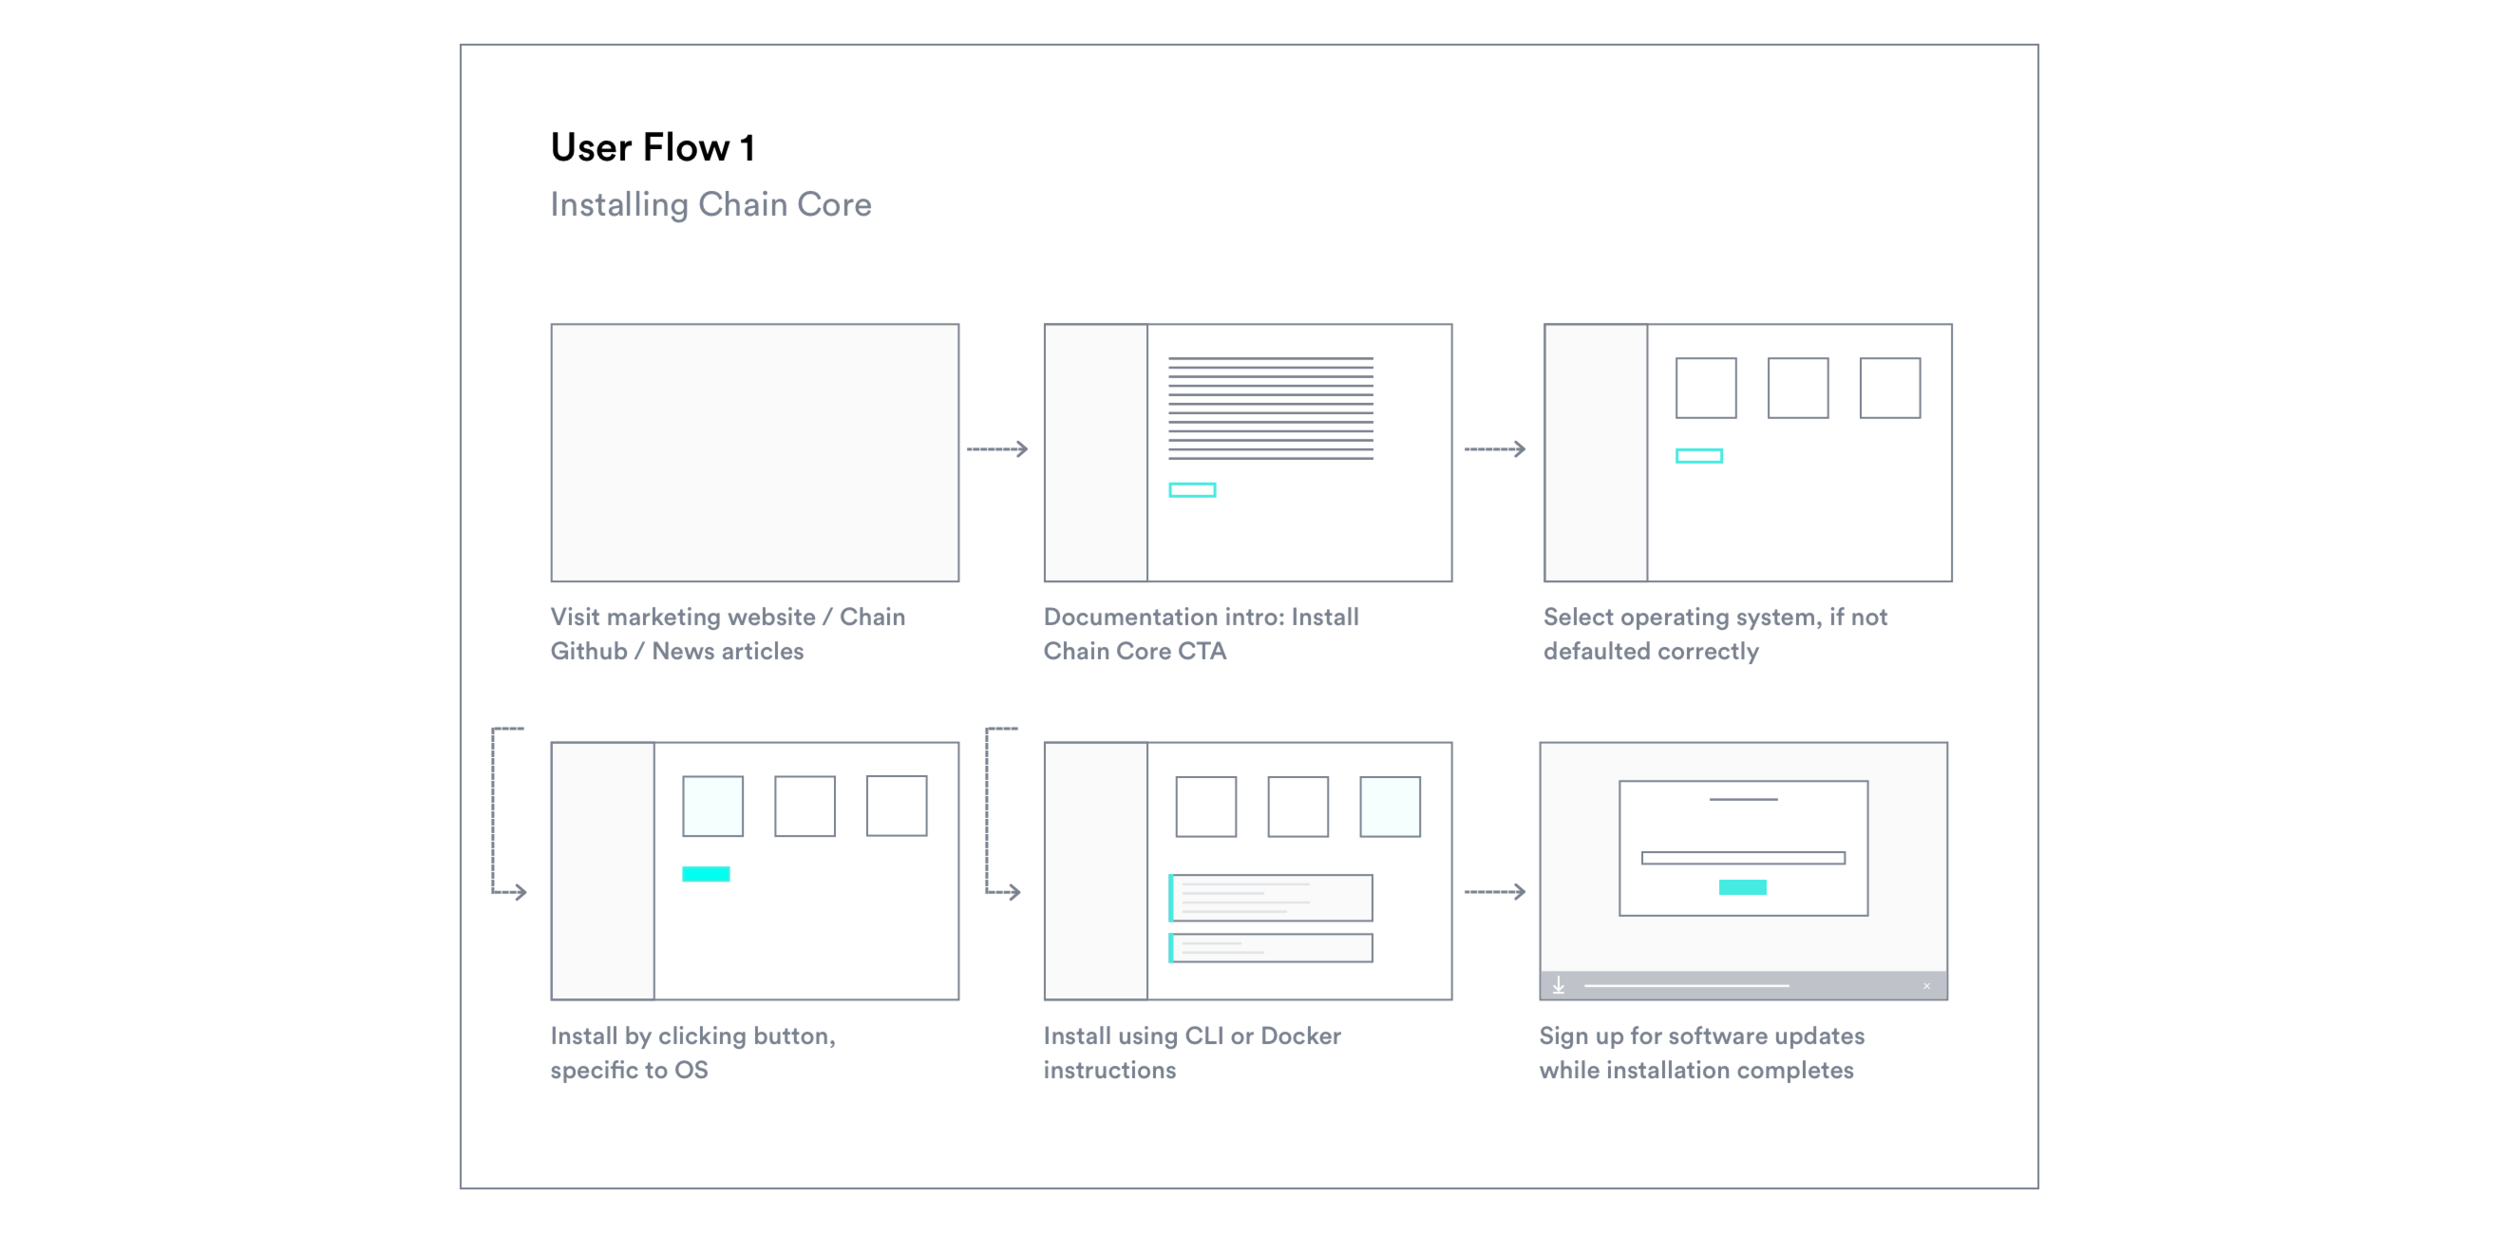 User Flow 1
Installing Chain Core
Visit marketing website / Chain
Github / News articles
Documentation intro: Install
Chain Core CTA
Select operating system, if not
defaulted correctly
Install by clicking button,
specific to OS
Install using CLI or Docker
instructions
Sign up for software updates
while installation completes